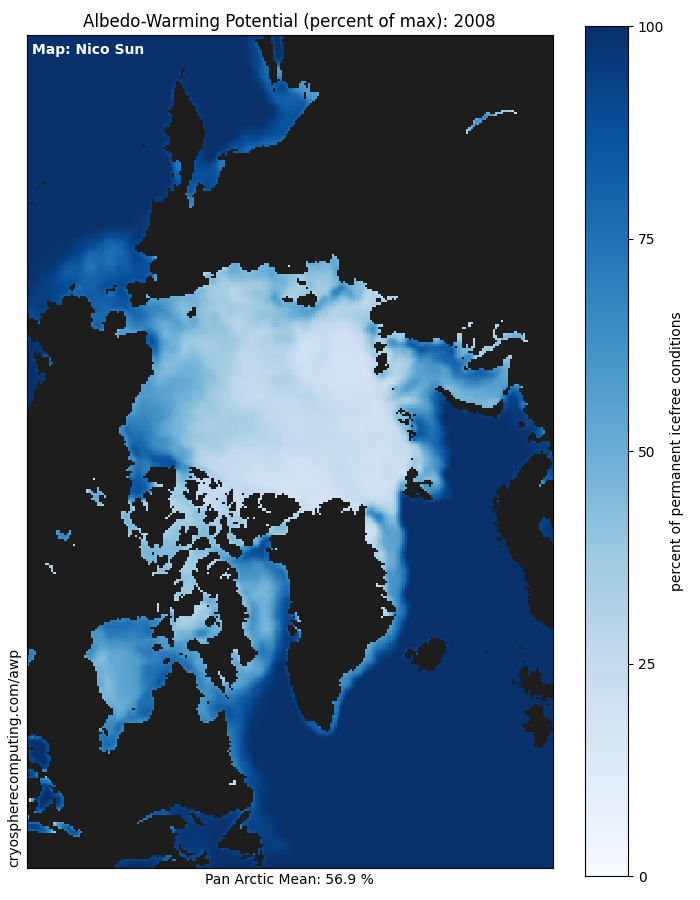 Albedo-Warming Potential (percent of max): 2008
Map: Nico Sun
100
75
50
25
0
percent of permanent icefree conditions
cryospherecomputing.com/awp
Pan Arctic Mean: 56.9 %